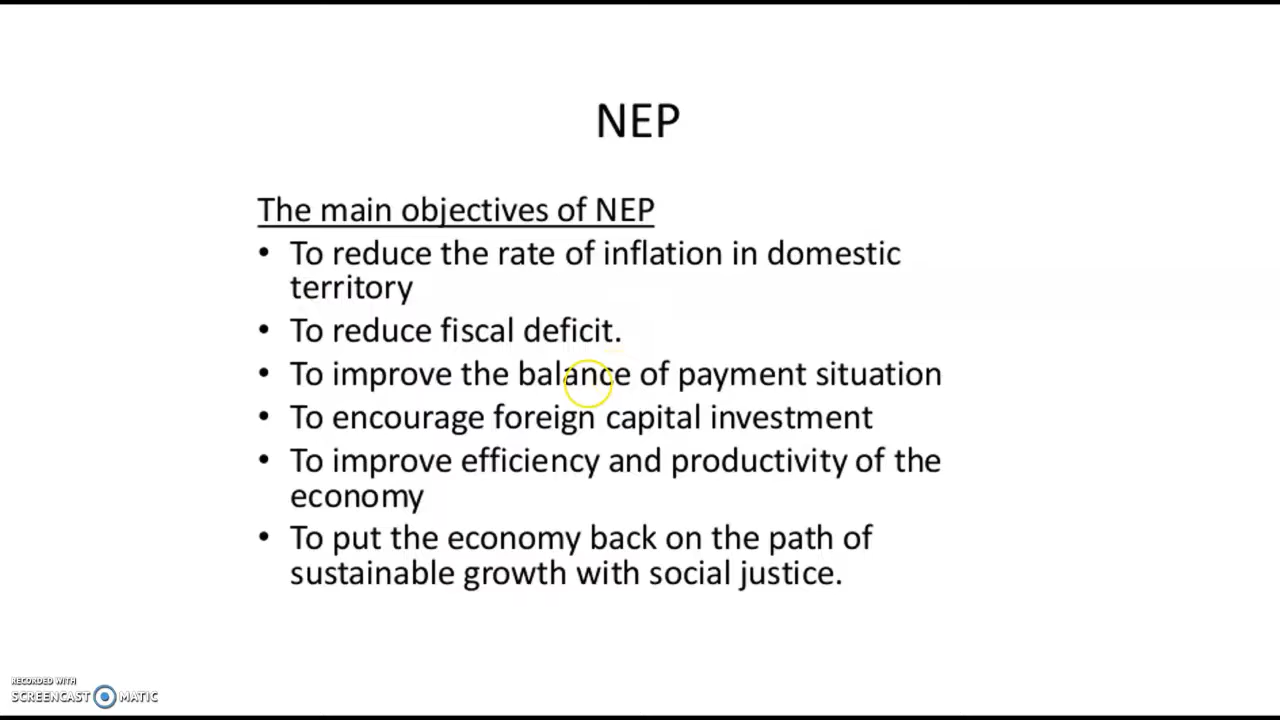 NEP
The main objectives of NEP
• To reduce the rate of inflation in domestic
territory
• To reduce fiscal deficit.
• To improve the balance of payment situation
• To encourage foreign capital investment
• To improve efficiency and productivity of the
economy
• To put the economy back on the path of
sustainable growth with social justice.
RECORDED WITH
SCREENCAST MATIC